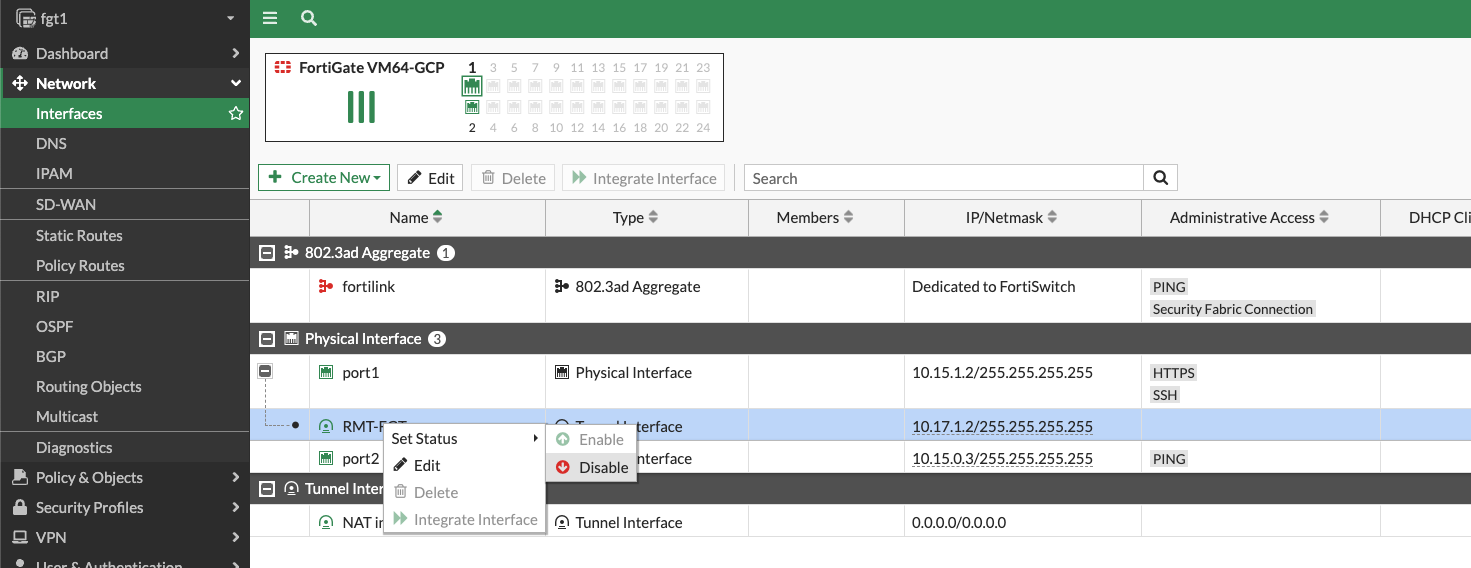 fgt1
Dashboard
Network
Interfaces
DNS
IPAM
SD-WAN
Static Routes
Policy Routes
RIP
OSPF
BGP
Routing Objects
Multicast
Diagnostics
Policy & Objects
Security Profiles
VPN
User & Authentication
FortiGate VM64-GCP
1 3 5 7 9 11 13 15 17 19 21 23
2 4 6 8 10 12 14 16 18 20 22 24
Create New Edit Delete Integrate Interface Search
Name Type Members IP/Netmask Administrative Access DHCP Cli
802.3ad Aggregate 1
fortilink 802.3ad Aggregate Dedicated to FortiSwitch PING
Security Fabric Connection
Physical Interface 3
port1 Physical Interface 10.15.1.2/255.255.255.255 HTTPS
SSH
RMT-FGT Tunnel Interface 10.17.1.2/255.255.255.255
port2 Interface 10.15.0.3/255.255.255.255 PING
Tunnel Inter
NAT in Tunnel Interface 0.0.0.0/0.0.0.0
Set Status
Edit
Delete
Integrate Interface
Enable
Disable